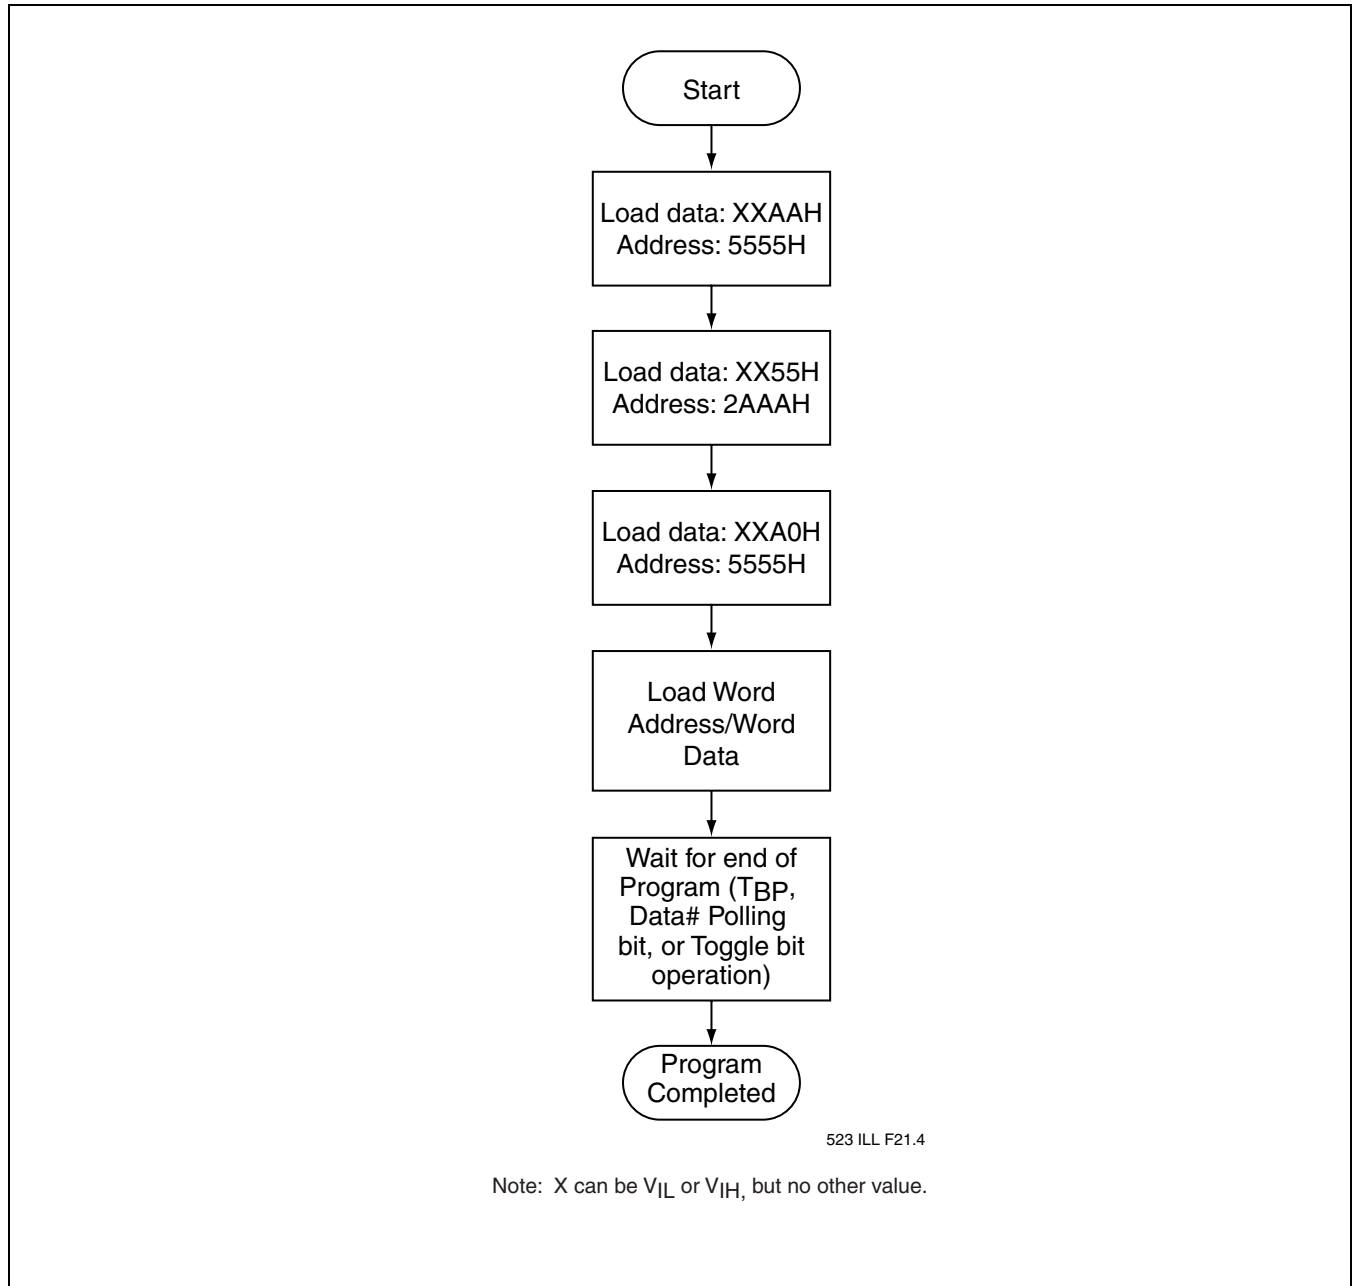 Start
Load data: XXAAH
Address: 5555H
Load data: XX55H
Address: 2AAAH
Load data: XXA0H
Address: 5555H
Load Word
Address/Word
Data
Wait for end of
Program (TBP,
Data# Polling
bit, or Toggle bit
operation)
Program
Completed
523 ILL F21.4
Note: X can be VIL or VIH, but no other value.